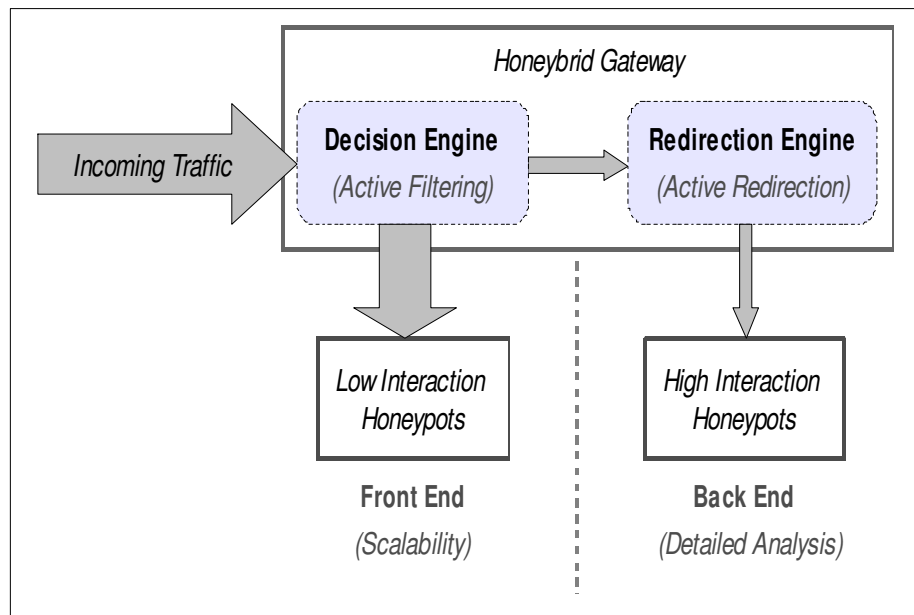 Honeybrid Gateway
Incoming Traffic
Decision Engine
(Active Filtering)
Redirection Engine
(Active Redirection)
Low Interaction
Honeypots
High Interaction
Honeypots
Front End
(Scalability)
Back End
(Detailed Analysis)